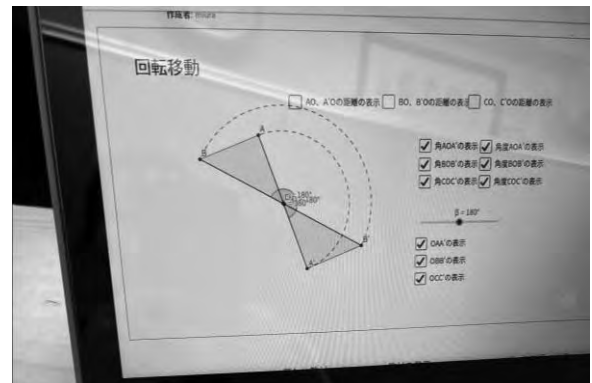 作成者: miura
回転移動
AO、A'Oの距離の表示 BO、B'Oの距離の表示 CO、C'Oの距離の表示
A
B
角AOA'の表示 角度AOA'の表示
角BOB'の表示 角度BOB'の表示
角COC'の表示 角度COC'の表示
180°
β = 180°
B'
A'
OAA'の表示
OBB'の表示
OCC'の表示